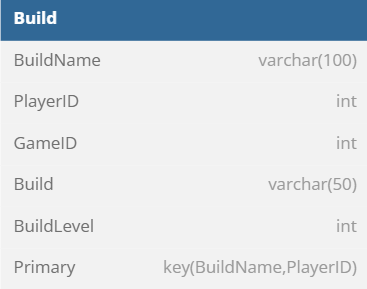 Build
BuildName varchar(100)
PlayerID int
GameID int
Build varchar(50)
BuildLevel int
Primary key(BuildName,PlayerID)